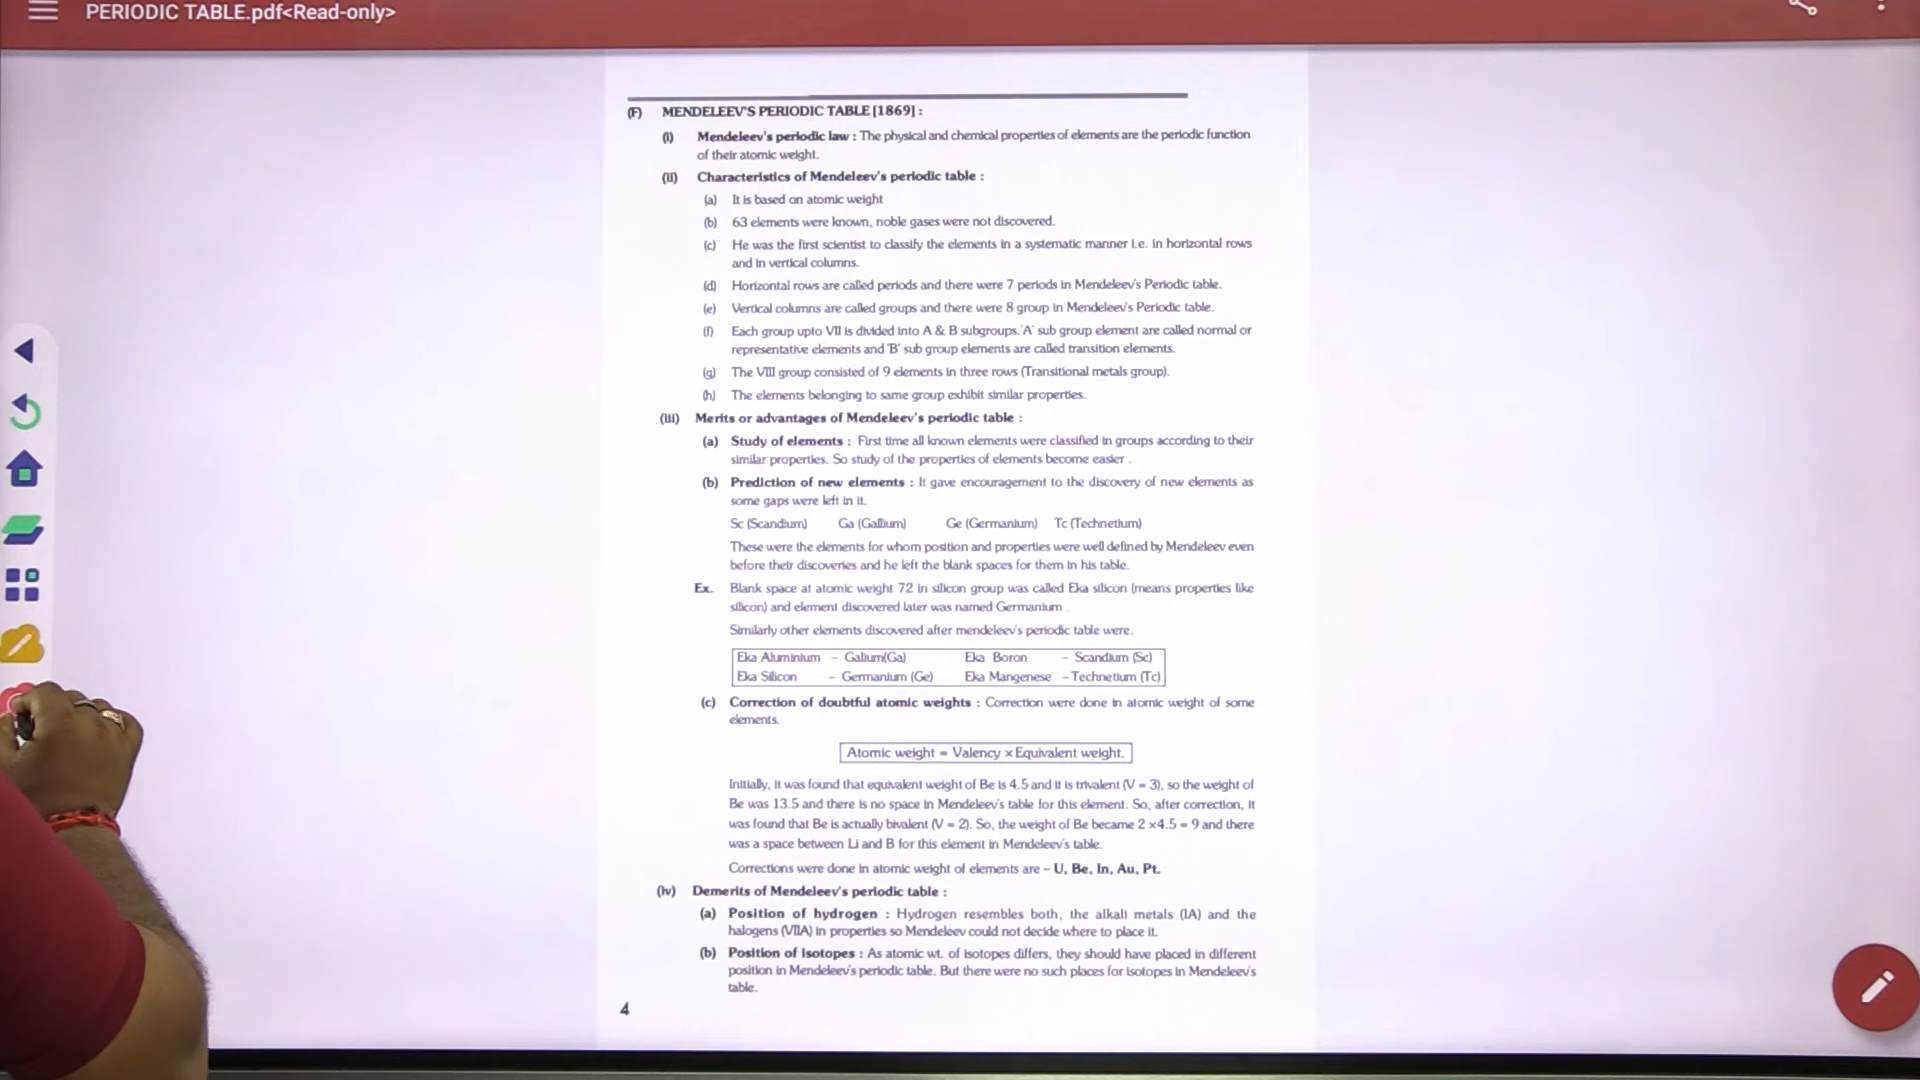 PERIODIC TABLE.pdf<Read-only>
(F) MENDELEEV'S PERIODIC TABLE [1869] :
(i) Mendeleev's periodic law : The physical and chemical properties of elements are the periodic function
of their atomic weight.
(ii) Characteristics of Mendeleev's periodic table :
(a) It is based on atomic weight
(b) 63 elements were known, noble gases were not discovered.
(c) He was the first scientist to classify the elements in a systematic manner i.e. in horizontal rows
and in vertical columns.
(d) Horizontal rows are called periods and there were 7 periods in Mendeleev's Periodic table.
(e) Vertical columns are called groups and there were 8 group in Mendeleev's Periodic table.
(f) Each group upto VII is divided into A & B subgroups.'A' sub group element are called normal or
representative elements and 'B' sub group elements are called transition elements.
(g) The VIII group consisted of 9 elements in three rows (Transitional metals group).
(h) The elements belonging to same group exhibit similar properties.
(iii) Merits or advantages of Mendeleev's periodic table :
(a) Study of elements : First time all known elements were classified in groups according to their
similar properties. So study of the properties of elements become easier .
(b) Prediction of new elements : It gave encouragement to the discovery of new elements as
some gaps were left in it.
Sc (Scandium) Ga (Gallium) Ge (Germanium) Tc (Technetium)
These were the elements for whom position and properties were well defined by Mendeleev even
before their discoveries and he left the blank spaces for them in his table.
Ex. Blank space at atomic weight 72 in silicon group was called Eka silicon (means properties like
silicon) and element discovered later was named Germanium .
Similarly other elements discovered after mendeleev's periodic table were.
Eka Aluminium – Galium(Ga) Eka Boron – Scandium (Sc)
Eka Silicon – Germanium (Ge) Eka Mangenese – Technetium (Tc)
(c) Correction of doubtful atomic weights : Correction were done in atomic weight of some
elements.
Atomic weight = Valency × Equivalent weight.
Initially, it was found that equivalent weight of Be is 4.5 and it is trivalent (V = 3), so the weight of
Be was 13.5 and there is no space in Mendeleev's table for this element. So, after correction, it
was found that Be is actually bivalent (V = 2). So, the weight of Be became 2 ×4.5 = 9 and there
was a space between Li and B for this element in Mendeleev's table.
Corrections were done in atomic weight of elements are – U, Be, In, Au, Pt.
(iv) Demerits of Mendeleev's periodic table :
(a) Position of hydrogen : Hydrogen resembles both, the alkali metals (IA) and the
halogens (VIIA) in properties so Mendeleev could not decide where to place it.
(b) Position of isotopes : As atomic wt. of isotopes differs, they should have placed in different
position in Mendeleev's periodic table. But there were no such places for isotopes in Mendeleev's
table.
4